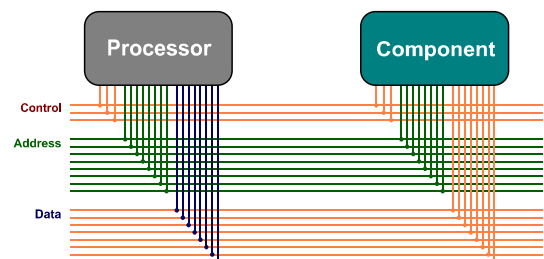 Processor
Component
Control
Address
Data